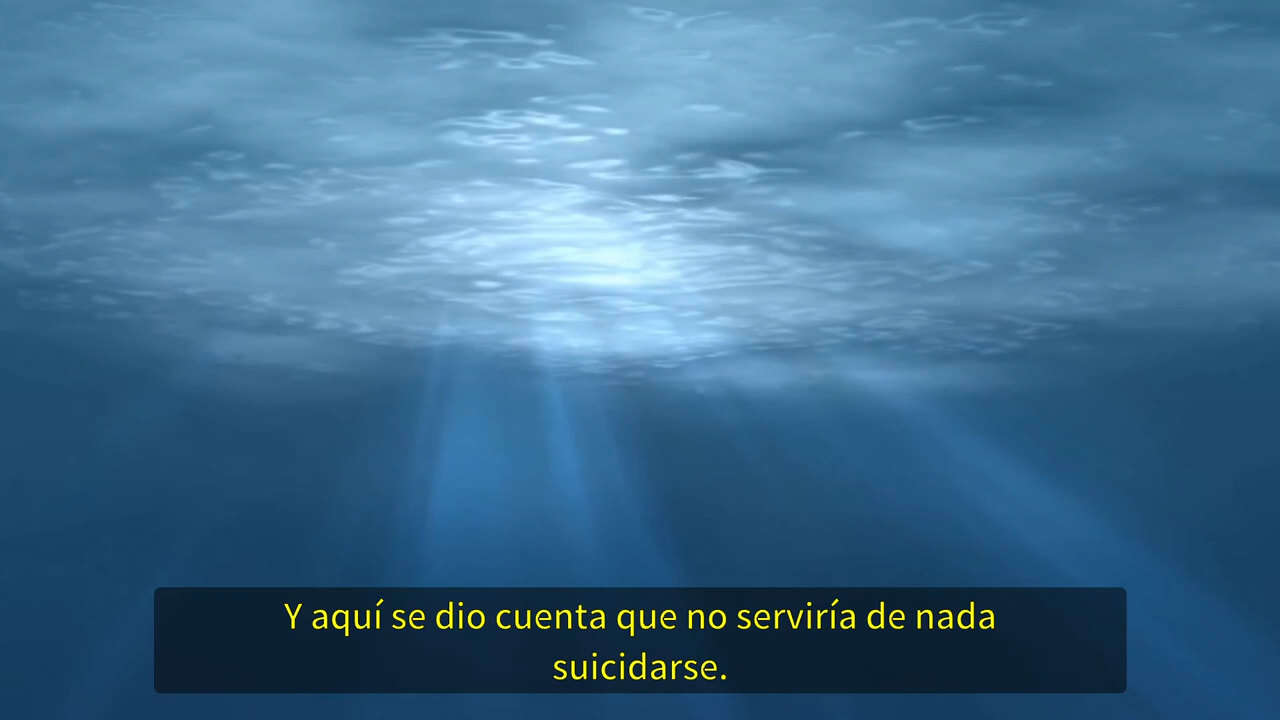 Y aquí se dio cuenta que no serviría de nada
suicidarse.